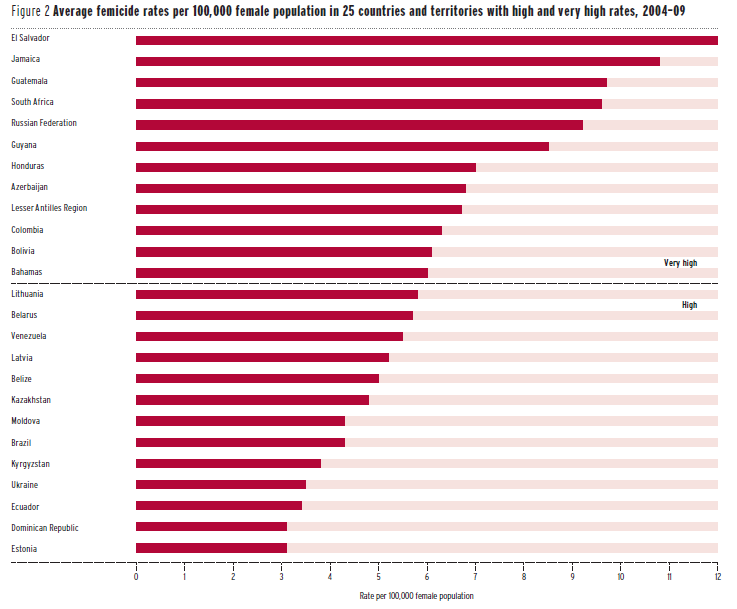 Figure 2 Average femicide rates per 100,000 female population in 25 countries and territories with high and very high rates, 2004–09
El Salvador
Jamaica
Guatemala
South Africa
Russian Federation
Guyana
Honduras
Azerbaijan
Lesser Antilles Region
Colombia
Bolivia
Very high
Bahamas
Lithuania
High
Belarus
Venezuela
Latvia
Belize
Kazakhstan
Moldova
Brazil
Kyrgyzstan
Ukraine
Ecuador
Dominican Republic
Estonia
0 1 2 3 4 5 6 7 8 9 10 11 12
Rate per 100,000 female population